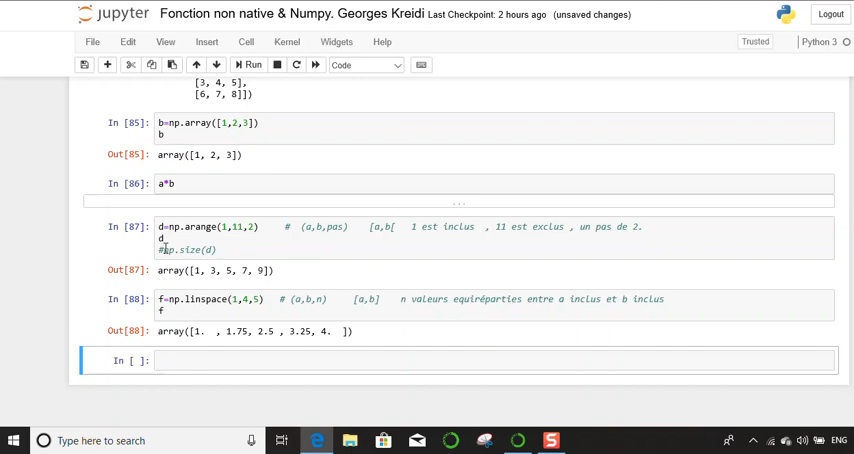 jupyter Fonction non native & Numpy. Georges Kreidi Last Checkpoint: 2 hours ago (unsaved changes) Logout
File Edit View Insert Cell Kernel Widgets Help Trusted Python 3
Run Code
[3, 4, 5],
[6, 7, 8]])
In [85]: b=np.array([1,2,3])
b
Out[85]: array([1, 2, 3])
In [86]: a*b
...
In [87]: d=np.arange(1,11,2) # (a,b,pas) [a,b[ 1 est inclus , 11 est exclus , un pas de 2.
d
#np.size(d)
Out[87]: array([1, 3, 5, 7, 9])
In [88]: f=np.linspace(1,4,5) # (a,b,n) [a,b] n valeurs equiréparties entre a inclus et b inclus
f
Out[88]: array([1. , 1.75, 2.5 , 3.25, 4. ])
In [ ]:
Type here to search ENG